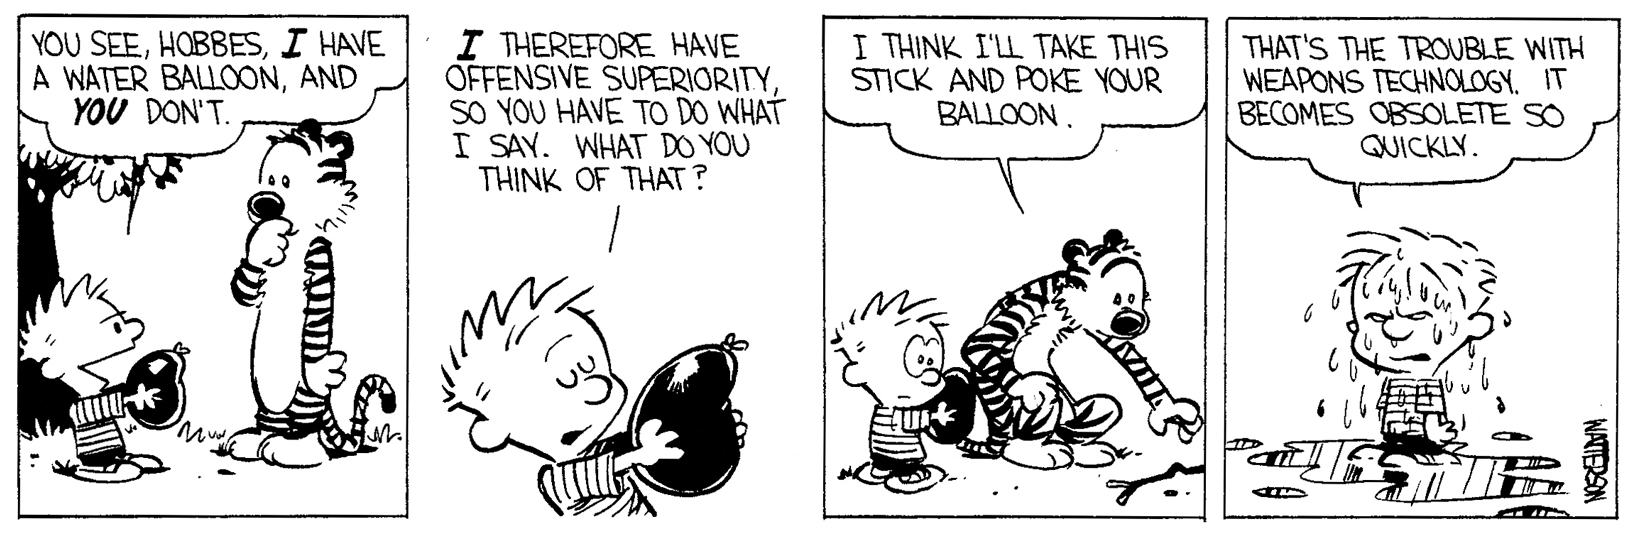 YOU SEE, HOBBES, I HAVE
A WATER BALLOON, AND
YOU DON'T.
I THEREFORE HAVE
OFFENSIVE SUPERIORITY,
SO YOU HAVE TO DO WHAT
I SAY. WHAT DO YOU
THINK OF THAT?
I THINK I'LL TAKE THIS
STICK AND POKE YOUR
BALLOON.
THAT'S THE TROUBLE WITH
WEAPONS TECHNOLOGY. IT
BECOMES OBSOLETE SO
QUICKLY.
WATTERSON